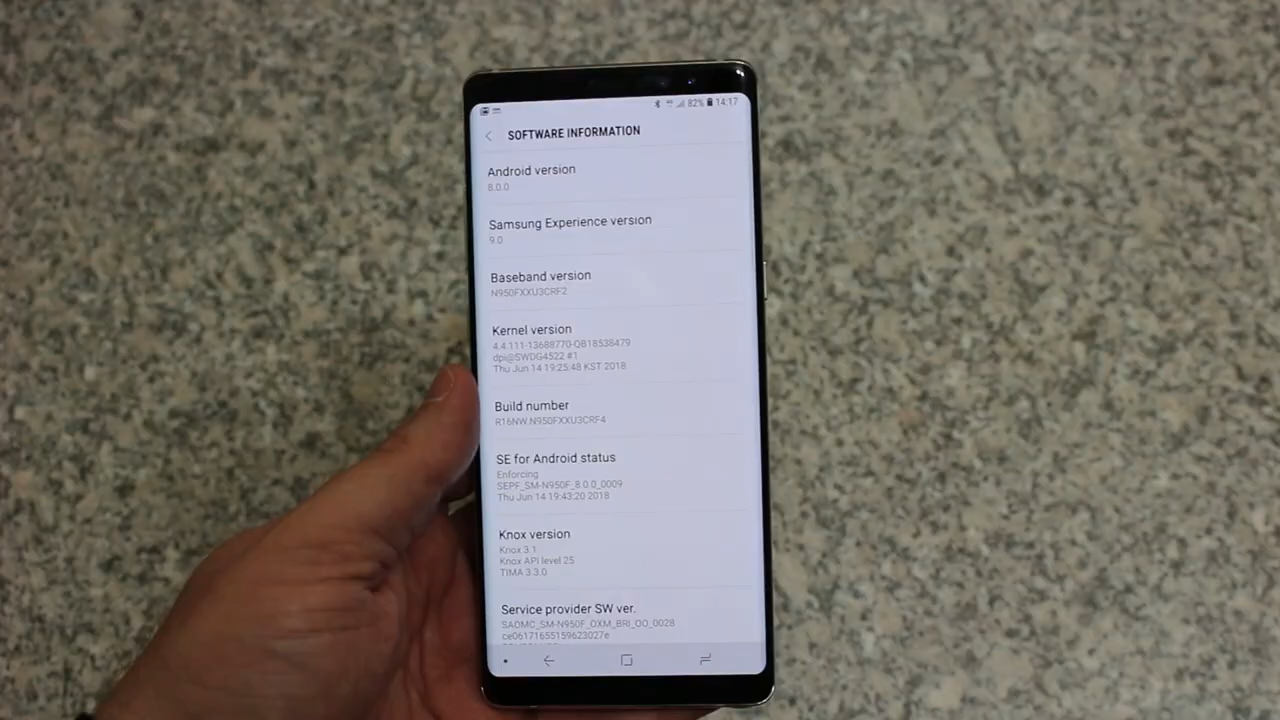 82% 14:17
SOFTWARE INFORMATION
Android version
8.0.0
Samsung Experience version
9.0
Baseband version
N950FXXU3CRF2
Kernel version
4.4.111-13688770-QB18538479
dpi@SWDG4522 #1
Thu Jun 14 19:25:48 KST 2018
Build number
R16NW.N950FXXU3CRF4
SE for Android status
Enforcing
SEPF_SM-N950F_8.0.0_0009
Thu Jun 14 19:43:20 2018
Knox version
Knox 3.1
Knox API level 25
TIMA 3.3.0
Service provider SW ver.
SAOMC_SM-N950F_OXM_BRI_OO_0028
ce06171655159623027e